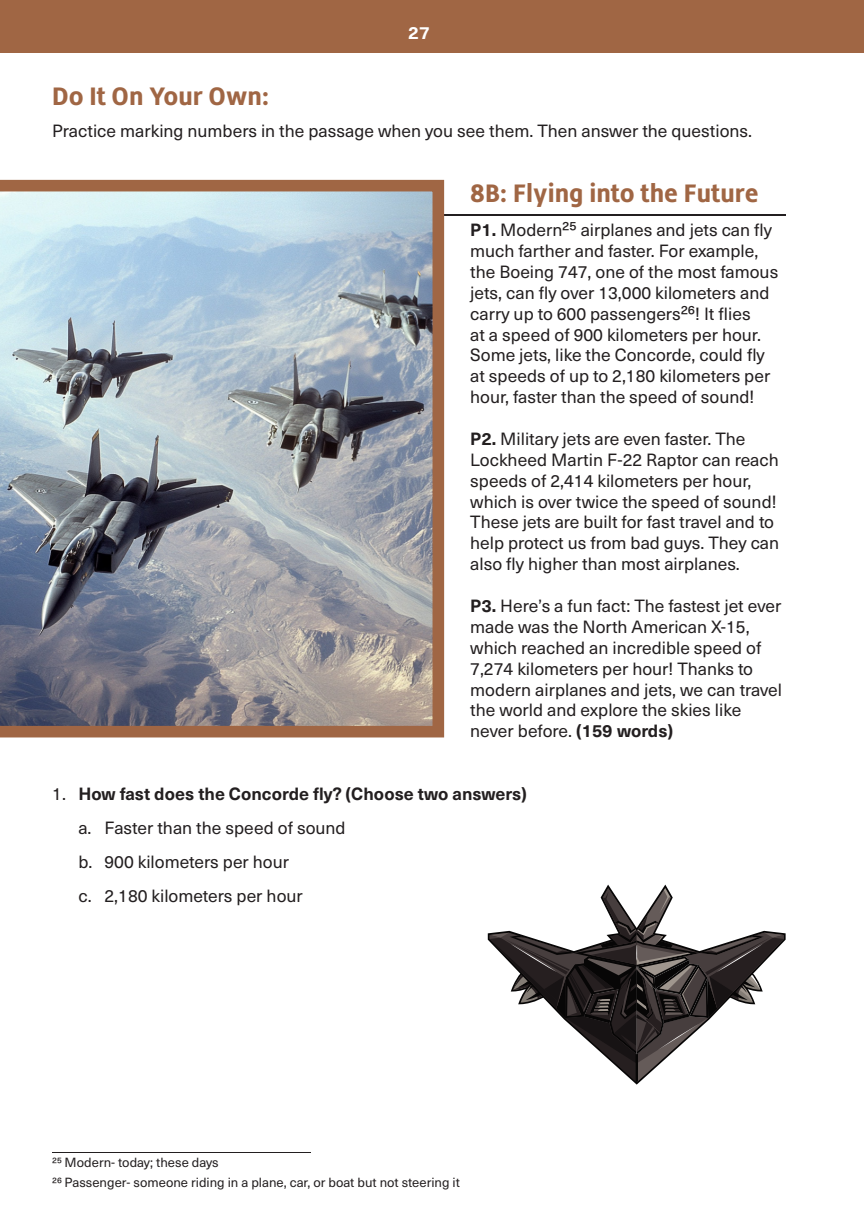 27
Do It On Your Own:
Practice marking numbers in the passage when you see them. Then answer the questions.
8B: Flying into the Future
P1. Modern²⁵ airplanes and jets can fly
much farther and faster. For example,
the Boeing 747, one of the most famous
jets, can fly over 13,000 kilometers and
carry up to 600 passengers²⁶! It flies
at a speed of 900 kilometers per hour.
Some jets, like the Concorde, could fly
at speeds of up to 2,180 kilometers per
hour, faster than the speed of sound!
P2. Military jets are even faster. The
Lockheed Martin F-22 Raptor can reach
speeds of 2,414 kilometers per hour,
which is over twice the speed of sound!
These jets are built for fast travel and to
help protect us from bad guys. They can
also fly higher than most airplanes.
P3. Here's a fun fact: The fastest jet ever
made was the North American X-15,
which reached an incredible speed of
7,274 kilometers per hour! Thanks to
modern airplanes and jets, we can travel
the world and explore the skies like
never before. (159 words)
1. How fast does the Concorde fly? (Choose two answers)
a. Faster than the speed of sound
b. 900 kilometers per hour
c. 2,180 kilometers per hour
²⁵ Modern- today; these days
²⁶ Passenger- someone riding in a plane, car, or boat but not steering it